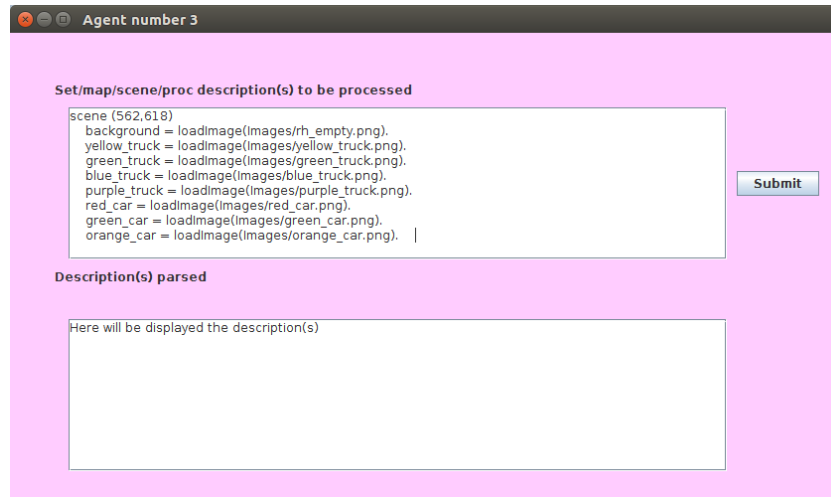 Agent number 3
Set/map/scene/proc description(s) to be processed
scene (562,618)
background = loadImage(Images/rh_empty.png).
yellow_truck = loadImage(Images/yellow_truck.png).
green_truck = loadImage(Images/green_truck.png).
blue_truck = loadImage(Images/blue_truck.png).
purple_truck = loadImage(Images/purple_truck.png).
red_car = loadImage(Images/red_car.png).
green_car = loadImage(Images/green_car.png).
orange_car = loadImage(Images/orange_car.png).
Submit
Description(s) parsed
Here will be displayed the description(s)